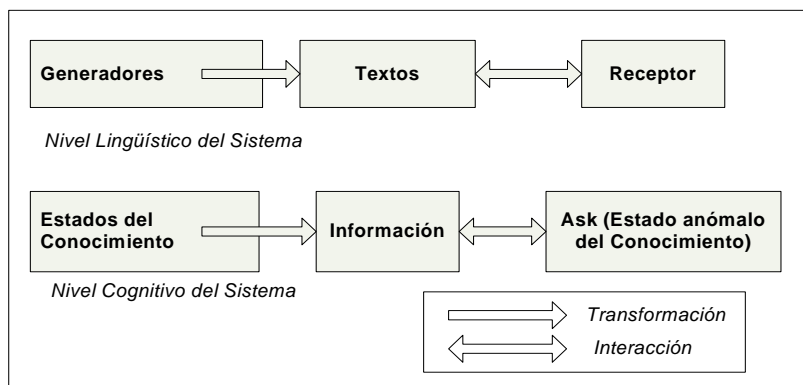 Generadores
Textos
Receptor
Nivel Lingüístico del Sistema
Estados del
Conocimiento
Información
Ask (Estado anómalo
del Conocimiento)
Nivel Cognitivo del Sistema
Transformación
Interacción